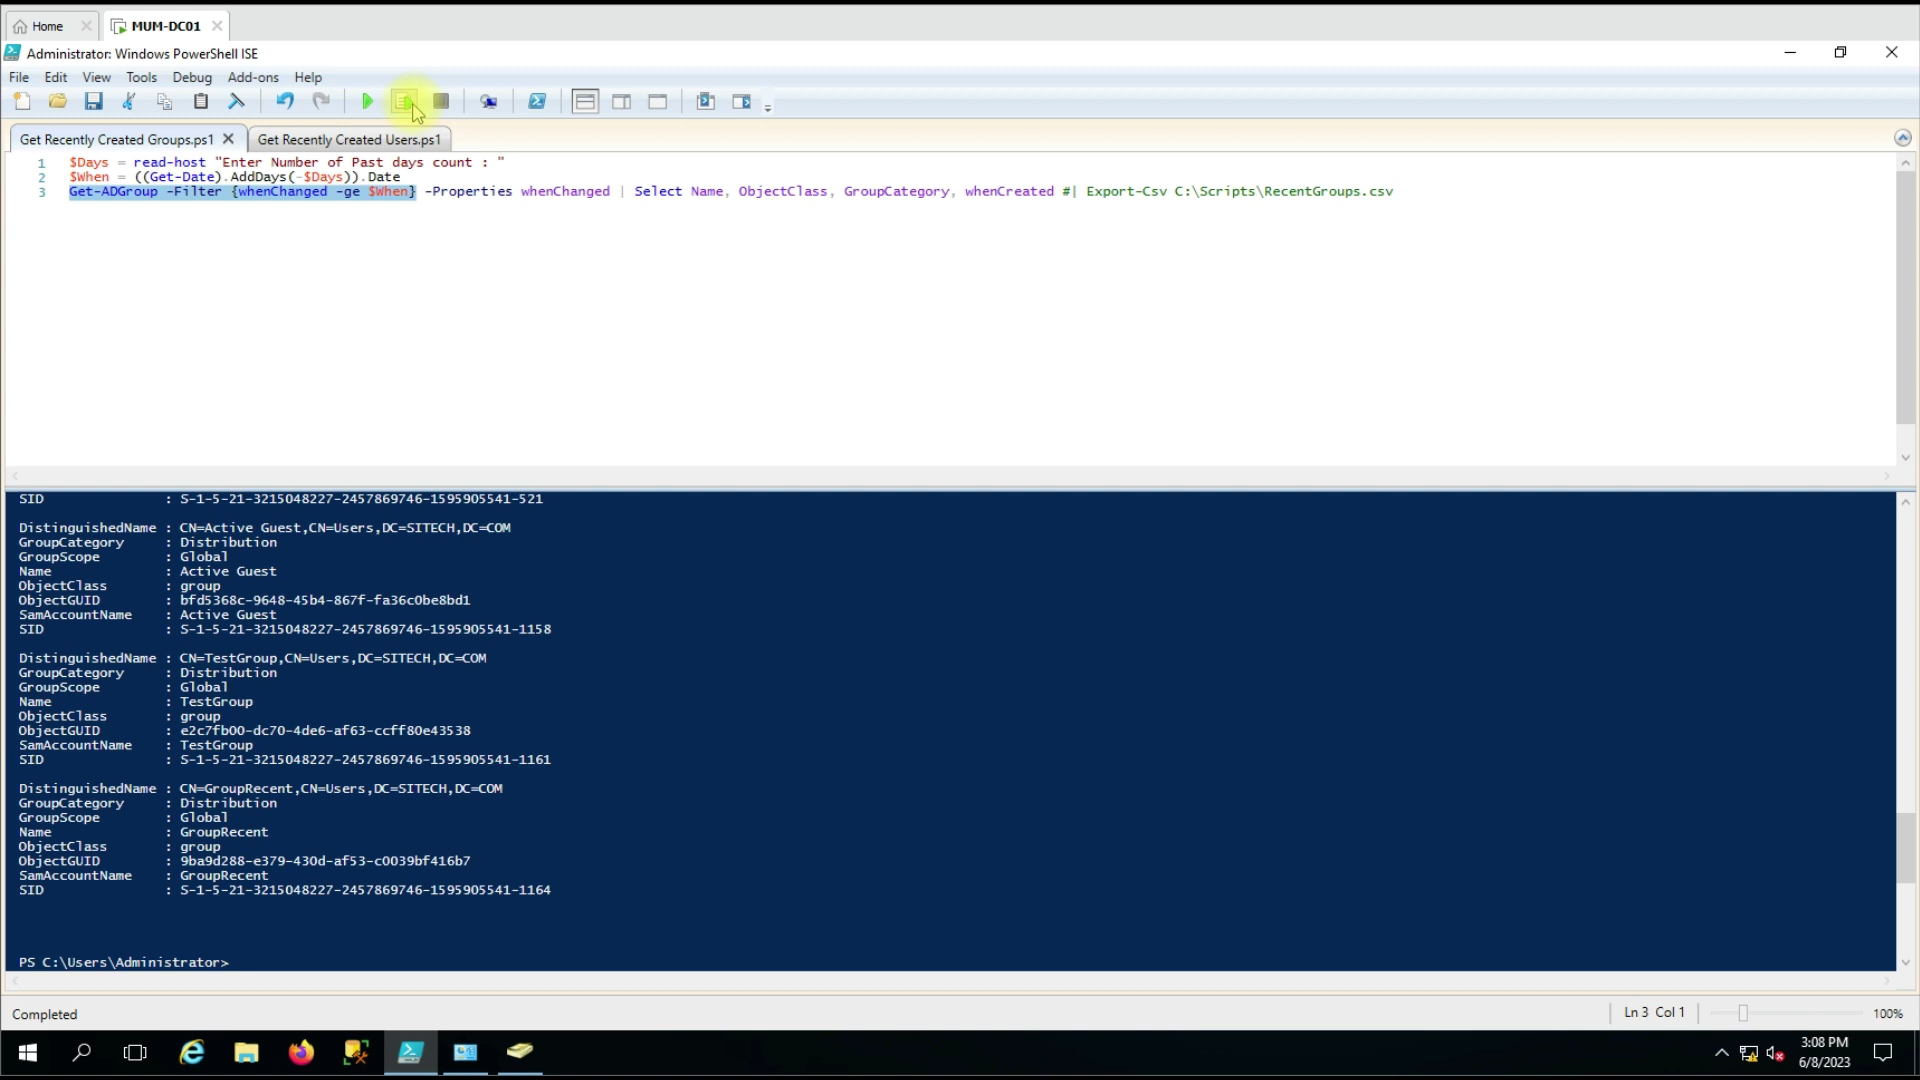 Home
MUM-DC01
Administrator: Windows PowerShell ISE
File Edit View Tools Debug Add-ons Help
Get Recently Created Groups.ps1 Get Recently Created Users.ps1
1 $Days = read-host "Enter Number of Past days count : "
2 $When = ((Get-Date).AddDays(-$Days)).Date
3 Get-ADGroup -Filter {whenChanged -ge $When} -Properties whenChanged | Select Name, ObjectClass, GroupCategory, whenCreated #| Export-Csv C:\Scripts\RecentGroups.csv
SID : S-1-5-21-3215048227-2457869746-1595905541-521
DistinguishedName : CN=Active Guest,CN=Users,DC=SITECH,DC=COM
GroupCategory : Distribution
GroupScope : Global
Name : Active Guest
ObjectClass : group
ObjectGUID : bfd5368c-9648-45b4-867f-fa36c0be8bd1
SamAccountName : Active Guest
SID : S-1-5-21-3215048227-2457869746-1595905541-1158
DistinguishedName : CN=TestGroup,CN=Users,DC=SITECH,DC=COM
GroupCategory : Distribution
GroupScope : Global
Name : TestGroup
ObjectClass : group
ObjectGUID : e2c7fb00-dc70-4de6-af63-ccff80e43538
SamAccountName : TestGroup
SID : S-1-5-21-3215048227-2457869746-1595905541-1161
DistinguishedName : CN=GroupRecent,CN=Users,DC=SITECH,DC=COM
GroupCategory : Distribution
GroupScope : Global
Name : GroupRecent
ObjectClass : group
ObjectGUID : 9ba9d288-e379-430d-af53-c0039bf416b7
SamAccountName : GroupRecent
SID : S-1-5-21-3215048227-2457869746-1595905541-1164
PS C:\Users\Administrator>
Completed
Ln 3 Col 1
100%
3:08 PM
6/8/2023